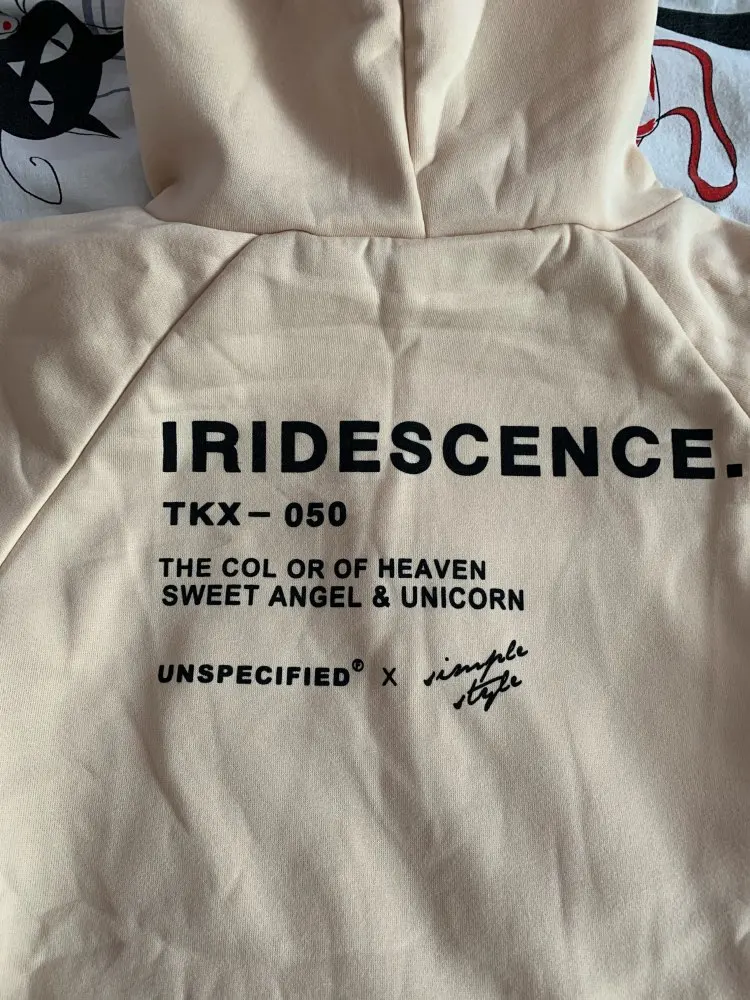 IRIDESCENCE.
TKX- 050
THE COL OR OF HEAVEN
SWEET ANGEL & UNICORN
UNSPECIFIED® X simple
style